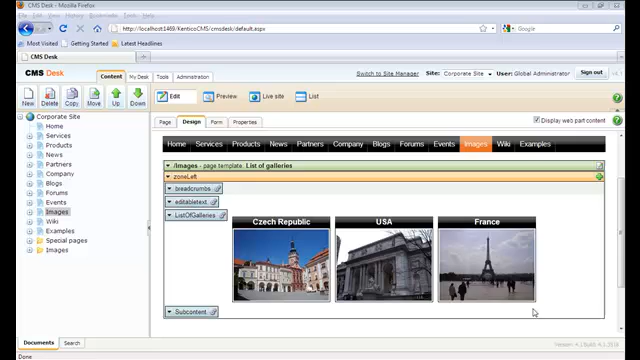 CMS Desk - Mozilla Firefox
File Edit View History Bookmarks Tools Help
http://localhost:1469/KenticoCMS/cmsdesk/default.aspx
Google
Most Visited Getting Started Latest Headlines
CMS Desk
CMS Desk Content My Desk Tools Administration Switch to Site Manager Site: Corporate Site User: Global Administrator Sign out
New Delete Copy Move Up Down Edit Preview Live site List
Corporate Site
Home
Services
Products
News
Partners
Company
Blogs
Forums
Events
Images
Wiki
Examples
Special pages
Images
Page Design Form Properties Display web part content
Home Services Products News Partners Company Blogs Forums Events Images Wiki Examples
/Images - page template: List of galleries
zoneLeft
breadcrumbs
editabletext
ListOfGalleries
Czech Republic USA France
Subcontent
Documents Search
Done